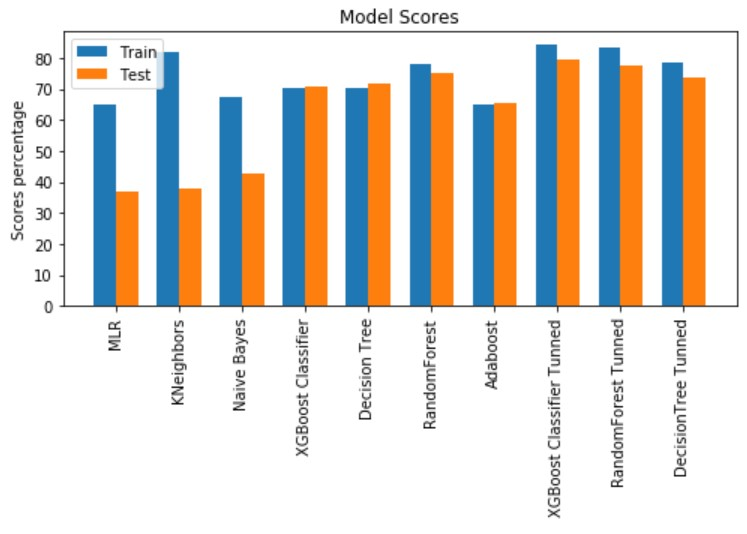 Model Scores
Train
Test
Scores percentage
80
70
60
50
40
30
20
10
0
MLR
KNeighbors
Naive Bayes
XGBoost Classifier
Decision Tree
RandomForest
Adaboost
XGBoost Classifier Tunned
RandomForest Tunned
DecisionTree Tunned